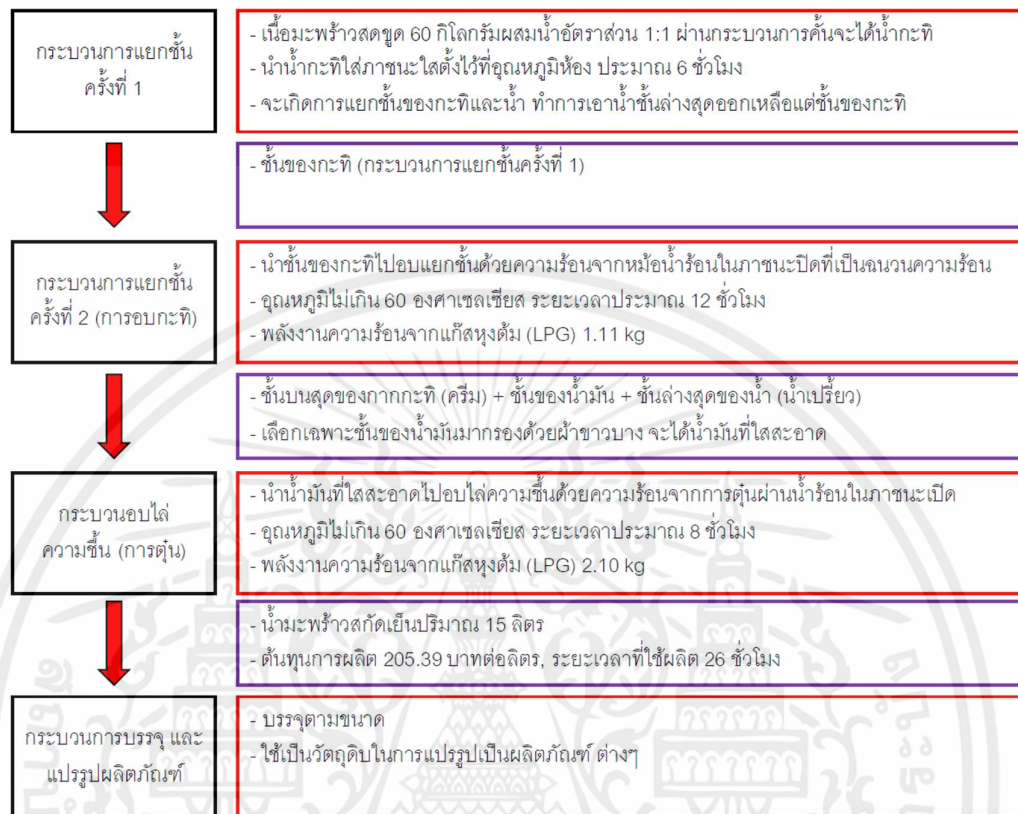 กระบวนการแยกชั้น
ครั้งที่ 1
- เนื้อมะพร้าวสดขูด 60 กิโลกรัมผสมน้ำอัตราส่วน 1:1 ผ่านกระบวนการคั้นจะได้น้ำกะทิ
- นำน้ำกะทิใส่ภาชนะใสตั้งไว้ที่อุณหภูมิห้อง ประมาณ 6 ชั่วโมง
- จะเกิดการแยกชั้นของกะทิและน้ำ ทำการเอาน้ำชั้นล่างสุดออกเหลือแต่ชั้นของกะทิ
- ชั้นของกะทิ (กระบวนการแยกชั้นครั้งที่ 1)
กระบวนการแยกชั้น
ครั้งที่ 2 (การอบกะทิ)
- นำชั้นของกะทิไปอบแยกชั้นด้วยความร้อนจากหม้อน้ำร้อนในภาชนะปิดที่เป็นฉนวนความร้อน
- อุณหภูมิไม่เกิน 60 องศาเซลเซียส ระยะเวลาประมาณ 12 ชั่วโมง
- พลังงานความร้อนจากแก๊สหุงต้ม (LPG) 1.11 kg
- ชั้นบนสุดของกากกะทิ (ครีม) + ชั้นของน้ำมัน + ชั้นล่างสุดของน้ำ (น้ำเปรี้ยว)
- เลือกเฉพาะชั้นของน้ำมันมากรองด้วยผ้าขาวบาง จะได้น้ำมันที่ใสสะอาด
กระบวนอบไล่
ความชื้น (การตุ๋น)
- นำน้ำมันที่ใสสะอาดไปอบไล่ความชื้นด้วยความร้อนจากการตุ๋นผ่านน้ำร้อนในภาชนะเปิด
- อุณหภูมิไม่เกิน 60 องศาเซลเซียส ระยะเวลาประมาณ 8 ชั่วโมง
- พลังงานความร้อนจากแก๊สหุงต้ม (LPG) 2.10 kg
- น้ำมะพร้าวสกัดเย็นปริมาณ 15 ลิตร
- ต้นทุนการผลิต 205.39 บาทต่อลิตร, ระยะเวลาที่ใช้ผลิต 26 ชั่วโมง
กระบวนการบรรจุ และ
แปรรูปผลิตภัณฑ์
- บรรจุตามขนาด
- ใช้เป็นวัตถุดิบในการแปรรูปเป็นผลิตภัณฑ์ ต่างๆ